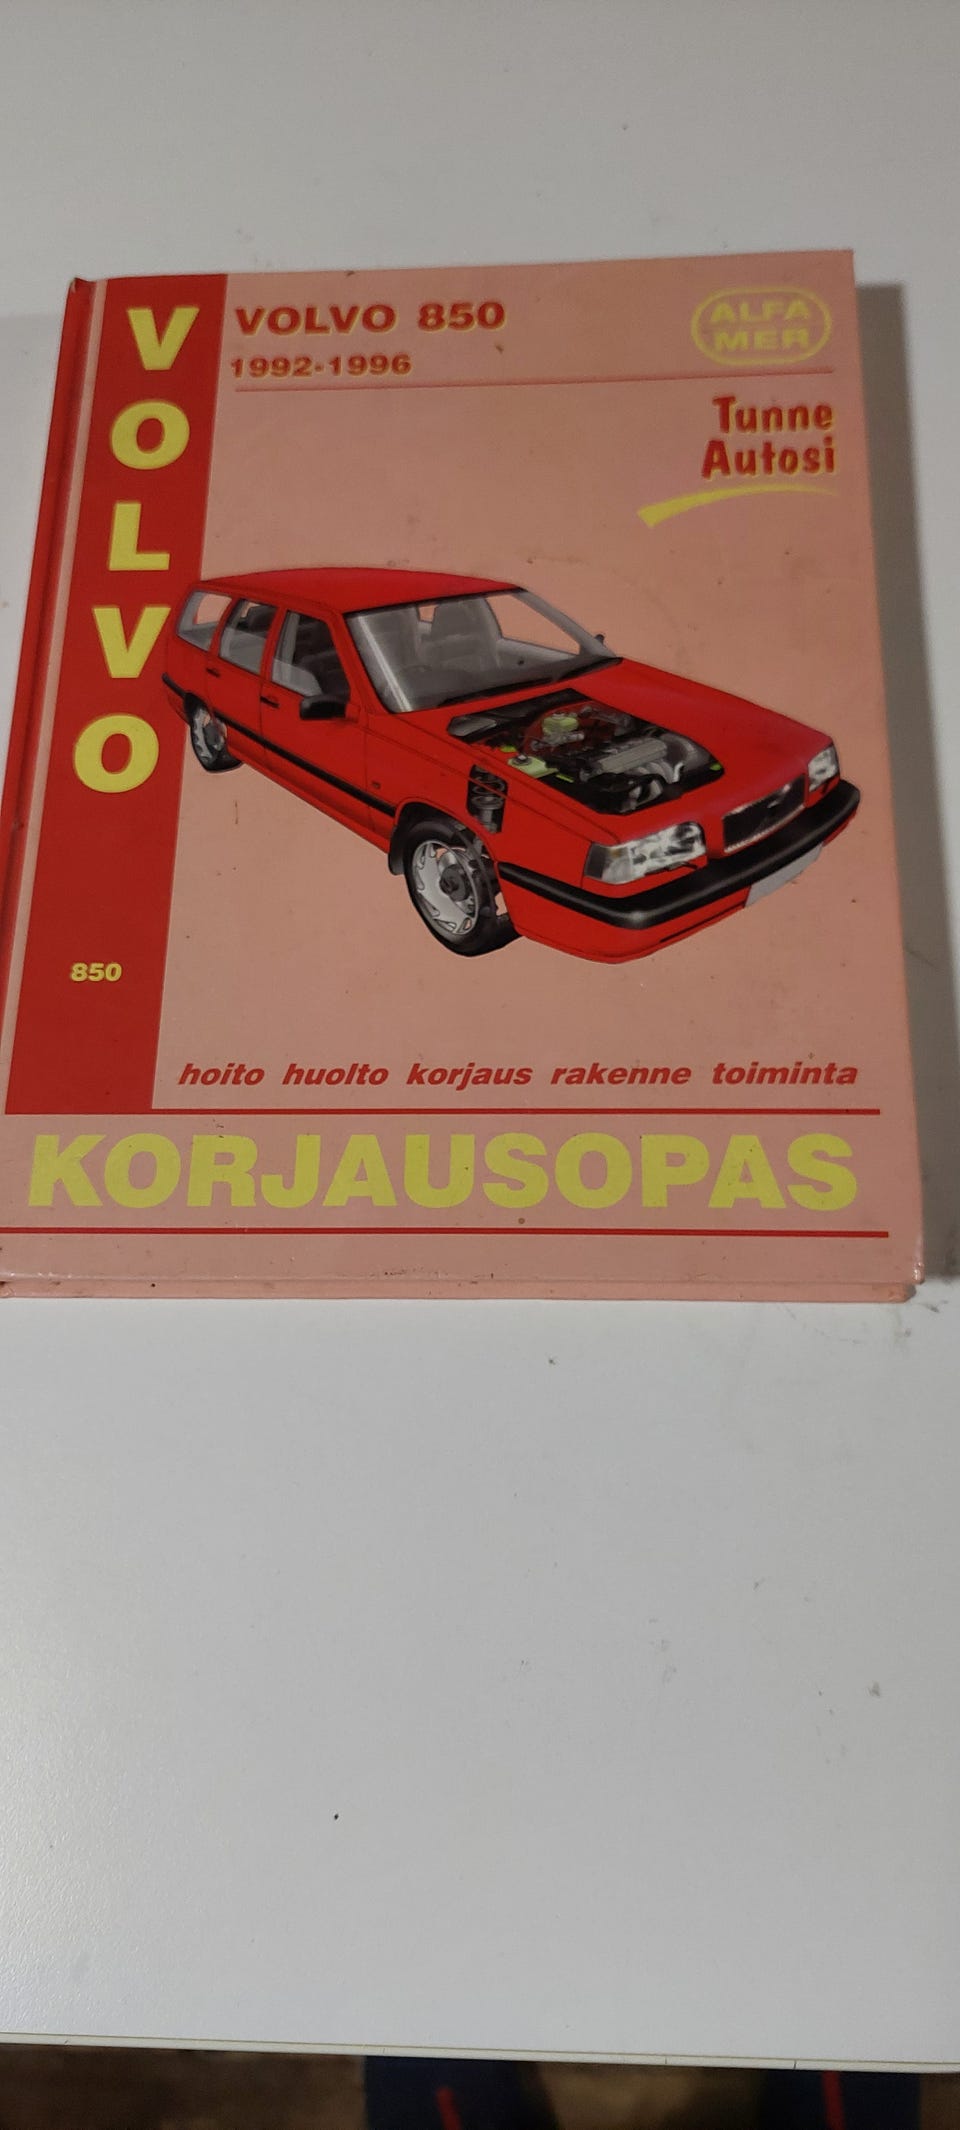 VOLVO
VOLVO 850
1992-1996
ALFA
MER
Tunne
Autosi
850
hoito huolto korjaus rakenne toiminta
KORJAUSOPAS